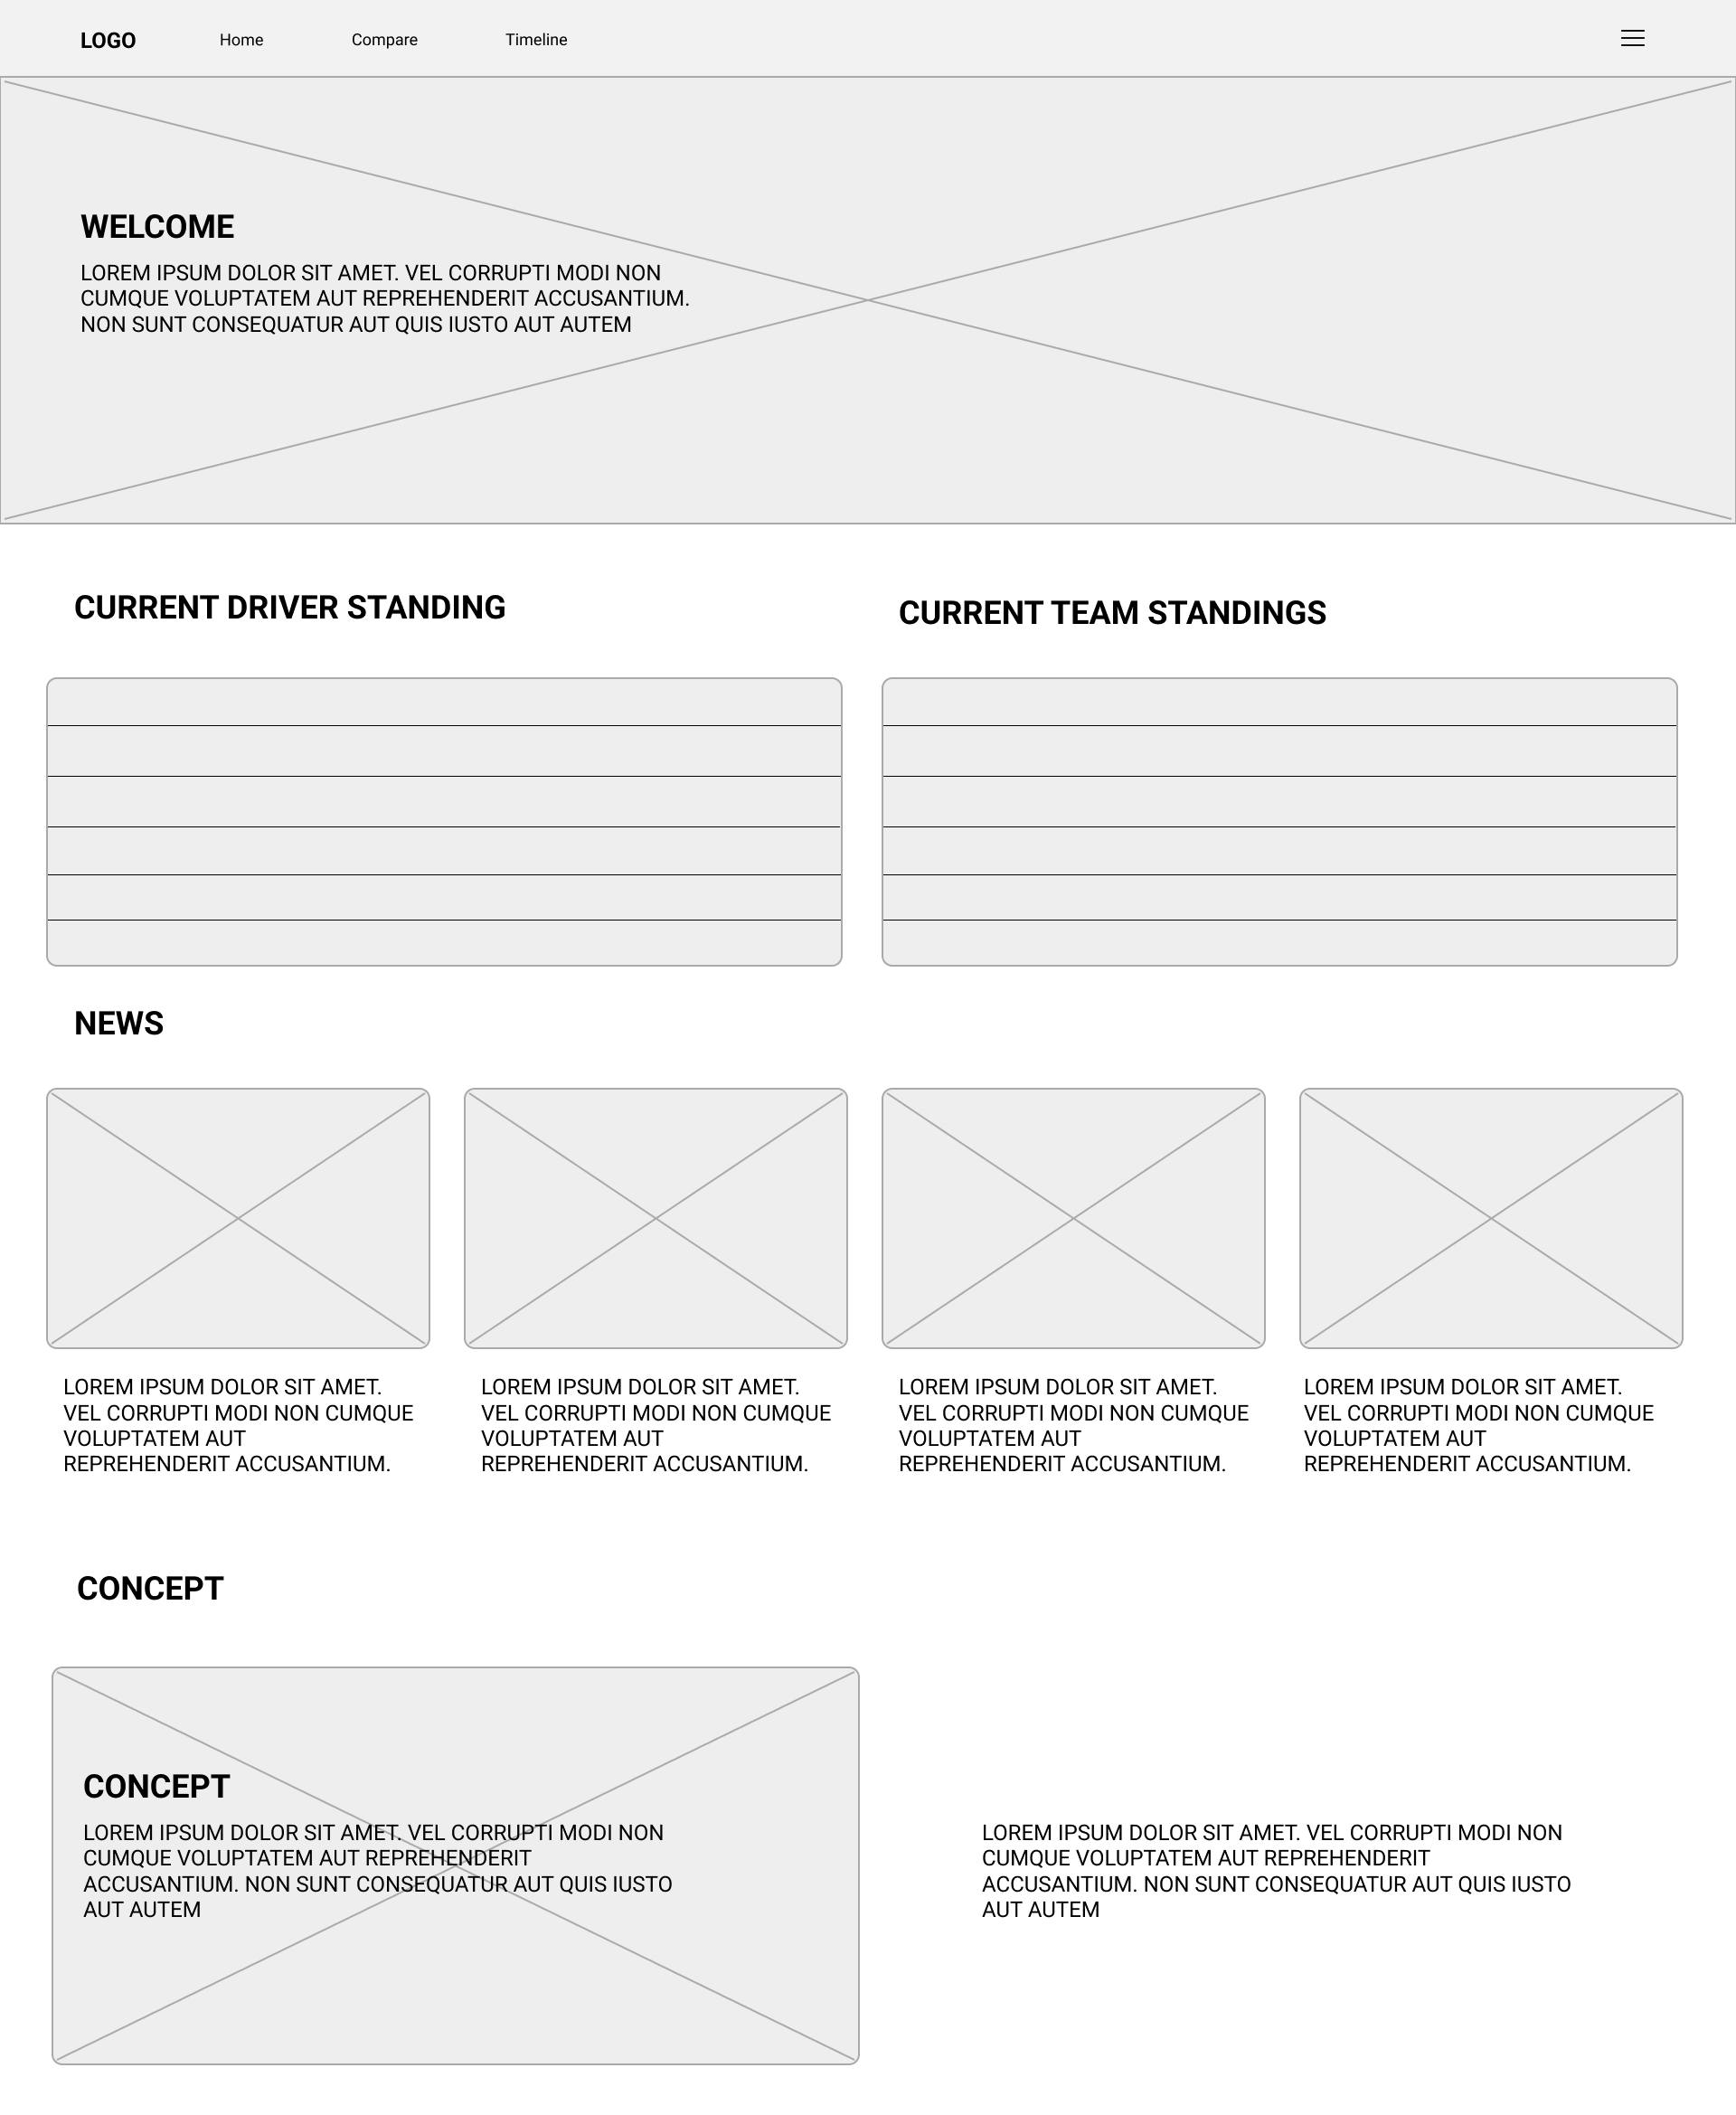 LOGO
Home
Compare
Timeline
WELCOME
LOREM IPSUM DOLOR SIT AMET. VEL CORRUPTI MODI NON
CUMQUE VOLUPTATEM AUT REPREHENDERIT ACCUSANTIUM.
NON SUNT CONSEQUATUR AUT QUIS IUSTO AUT AUTEM
CURRENT DRIVER STANDING
CURRENT TEAM STANDINGS
NEWS
LOREM IPSUM DOLOR SIT AMET.
VEL CORRUPTI MODI NON CUMQUE
VOLUPTATEM AUT
REPREHENDERIT ACCUSANTIUM.
LOREM IPSUM DOLOR SIT AMET.
VEL CORRUPTI MODI NON CUMQUE
VOLUPTATEM AUT
REPREHENDERIT ACCUSANTIUM.
LOREM IPSUM DOLOR SIT AMET.
VEL CORRUPTI MODI NON CUMQUE
VOLUPTATEM AUT
REPREHENDERIT ACCUSANTIUM.
LOREM IPSUM DOLOR SIT AMET.
VEL CORRUPTI MODI NON CUMQUE
VOLUPTATEM AUT
REPREHENDERIT ACCUSANTIUM.
CONCEPT
CONCEPT
LOREM IPSUM DOLOR SIT AMET. VEL CORRUPTI MODI NON
CUMQUE VOLUPTATEM AUT REPREHENDERIT
ACCUSANTIUM. NON SUNT CONSEQUATUR AUT QUIS IUSTO
AUT AUTEM
LOREM IPSUM DOLOR SIT AMET. VEL CORRUPTI MODI NON
CUMQUE VOLUPTATEM AUT REPREHENDERIT
ACCUSANTIUM. NON SUNT CONSEQUATUR AUT QUIS IUSTO
AUT AUTEM